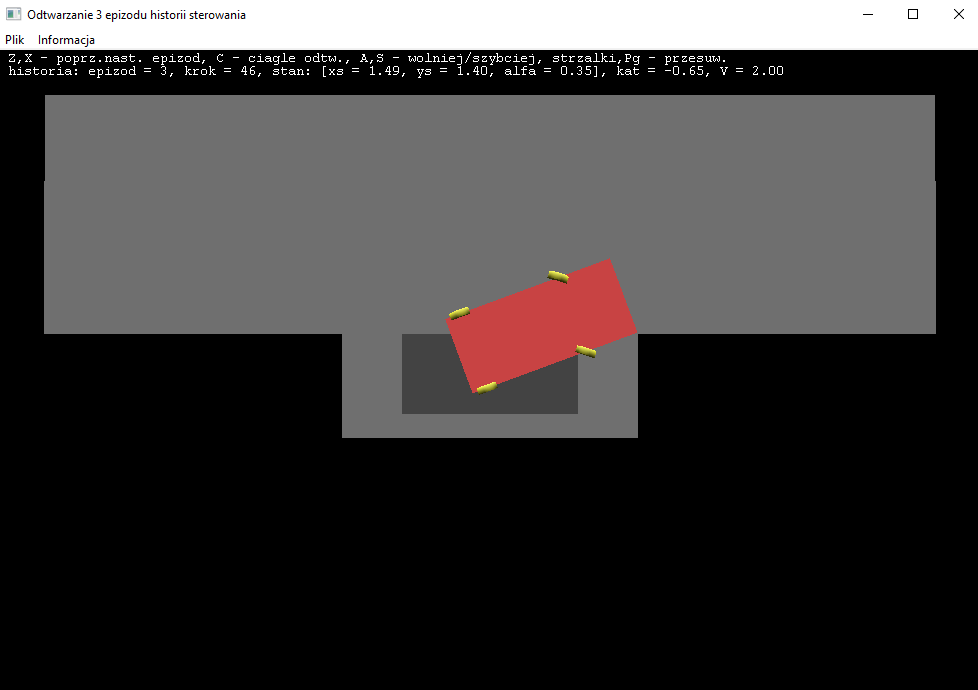 Odtwarzanie 3 epizodu historii sterowania
Plik Informacja
Z,X - poprz.nast. epizod, C - ciagle odtw., A,S - wolniej/szybciej, strzalki,Pg - przesuw.
historia: epizod = 3, krok = 46, stan: [xs = 1.49, ys = 1.40, alfa = 0.35], kat = -0.65, V = 2.00